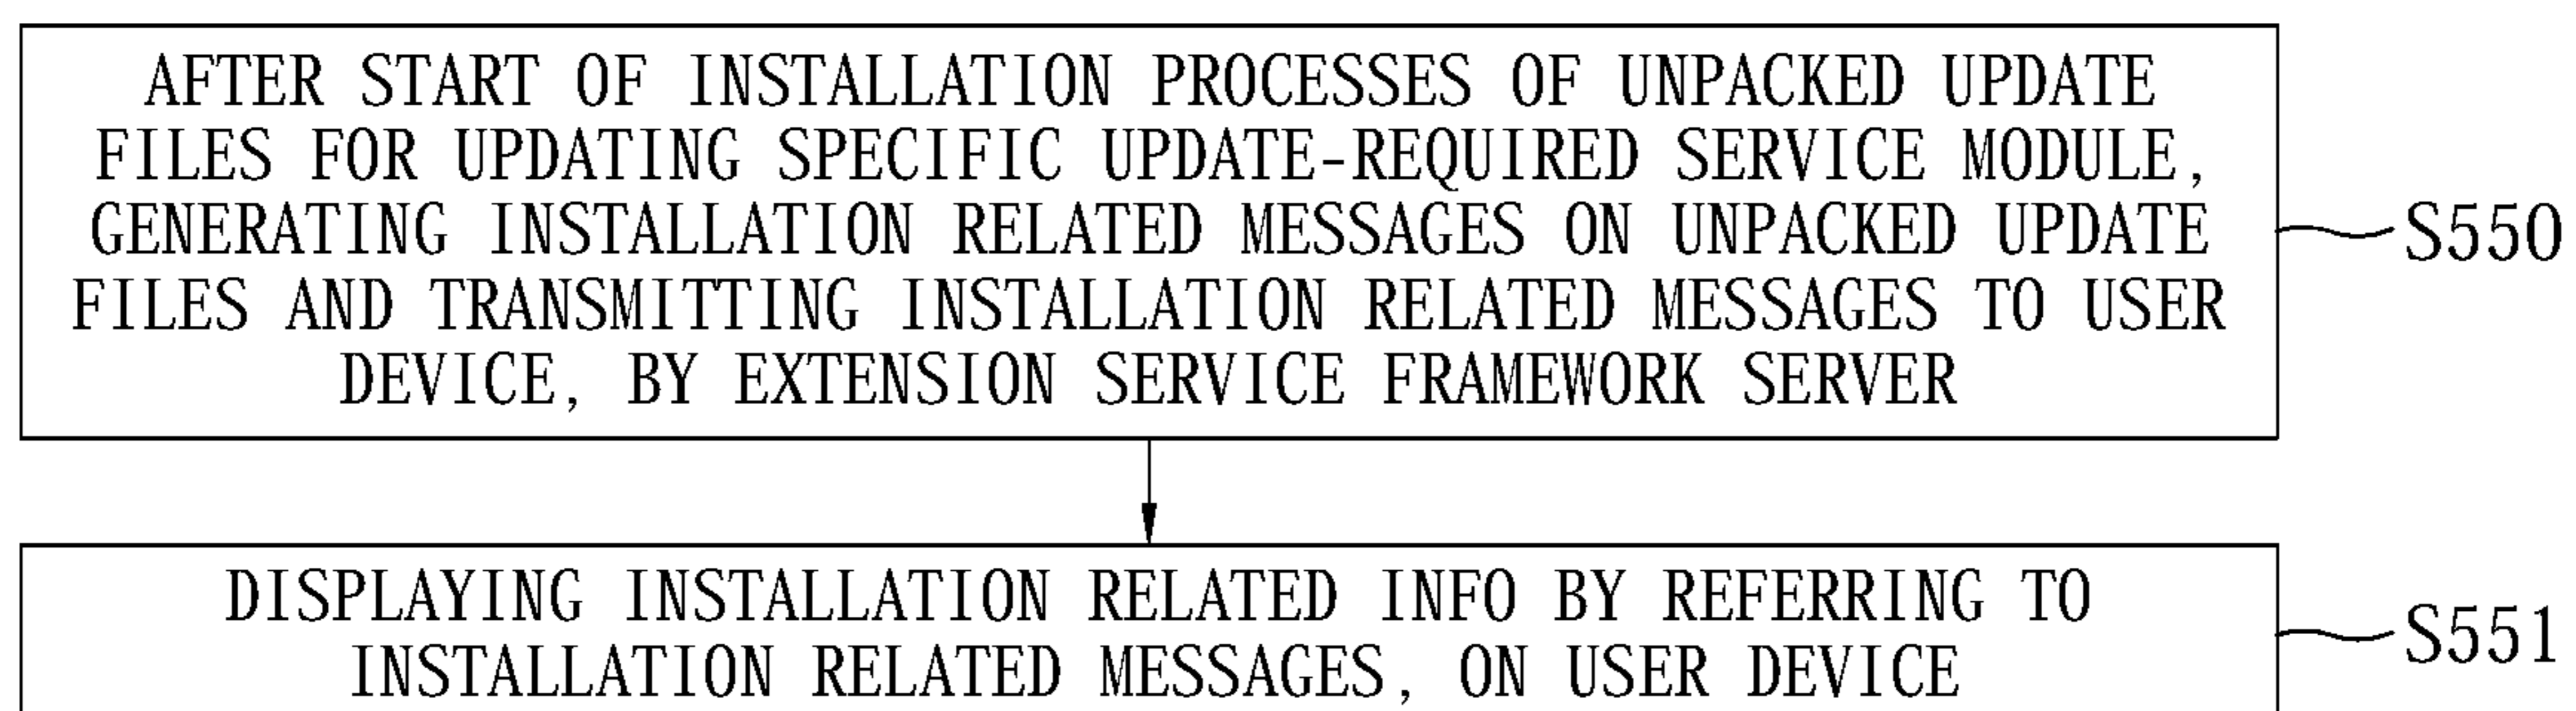 AFTER START OF INSTALLATION PROCESSES OF UNPACKED UPDATE
FILES FOR UPDATING SPECIFIC UPDATE-REQUIRED SERVICE MODULE,
GENERATING INSTALLATION RELATED MESSAGES ON UNPACKED UPDATE
FILES AND TRANSMITTING INSTALLATION RELATED MESSAGES TO USER
DEVICE, BY EXTENSION SERVICE FRAMEWORK SERVER
S550
DISPLAYING INSTALLATION RELATED INFO BY REFERRING TO
INSTALLATION RELATED MESSAGES, ON USER DEVICE
S551